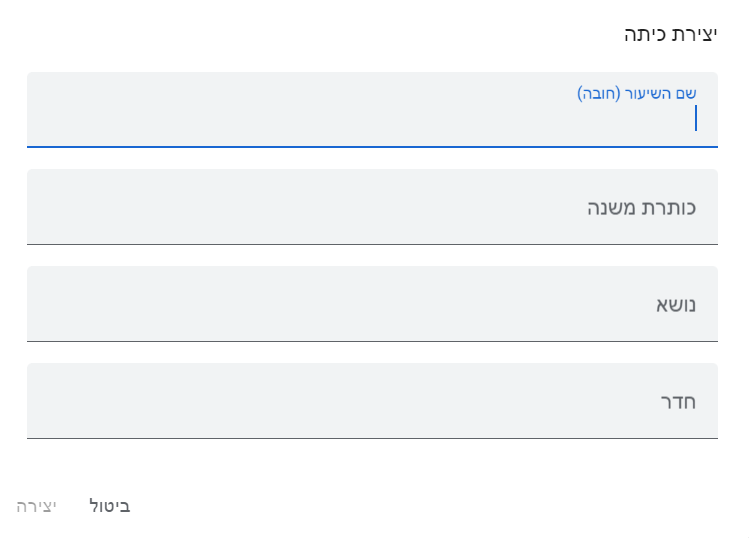 יצירת כיתה
שם השיעור (חובה)
כותרת משנה
נושא
חדר
ביטול
יצירה